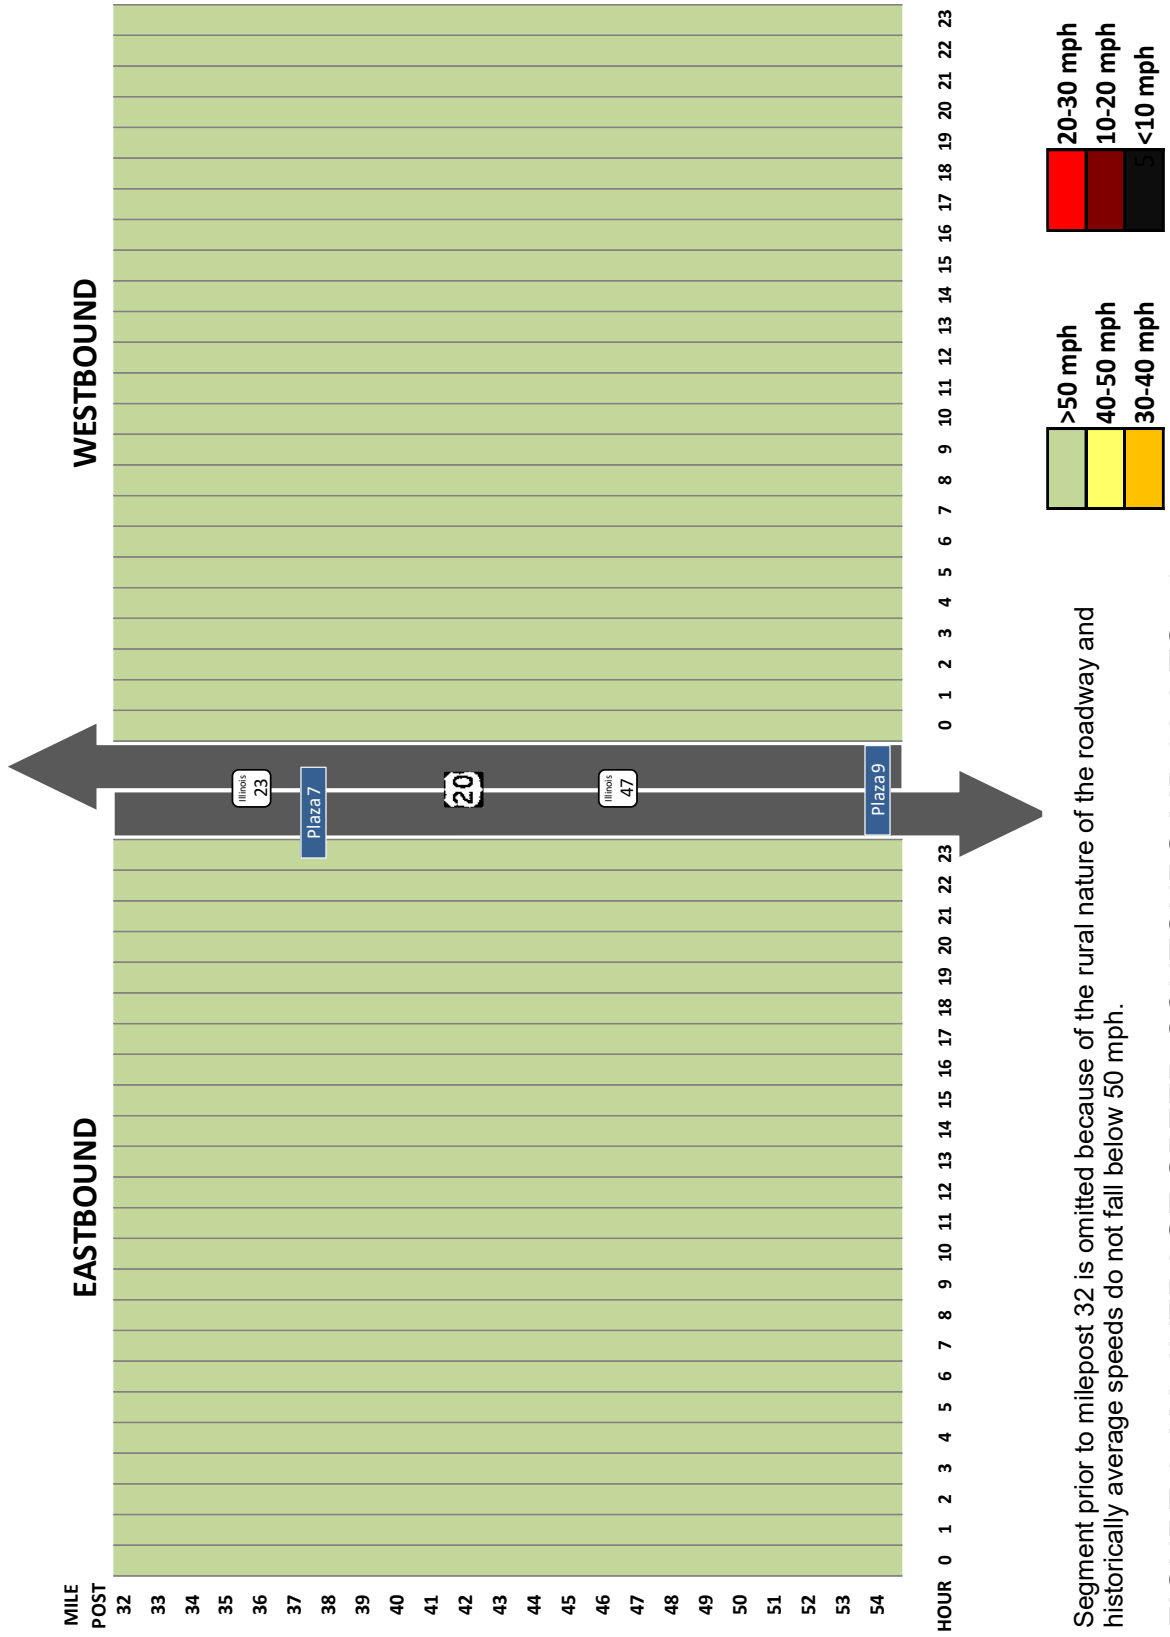 EASTBOUND WESTBOUND
MILE
POST
32
33
34
35
36
37
38
39
40
41
42
43
44
45
46
47
48
49
50
51
52
53
54
Illinois
23
Plaza 7
20
Illinois
47
Plaza 9
HOUR 0 1 2 3 4 5 6 7 8 9 10 11 12 13 14 15 16 17 18 19 20 21 22 23 0 1 2 3 4 5 6 7 8 9 10 11 12 13 14 15 16 17 18 19 20 21 22 23
Segment prior to milepost 32 is omitted because of the rural nature of the roadway and
historically average speeds do not fall below 50 mph.
>50 mph
40-50 mph
30-40 mph
20-30 mph
10-20 mph
5 <10 mph